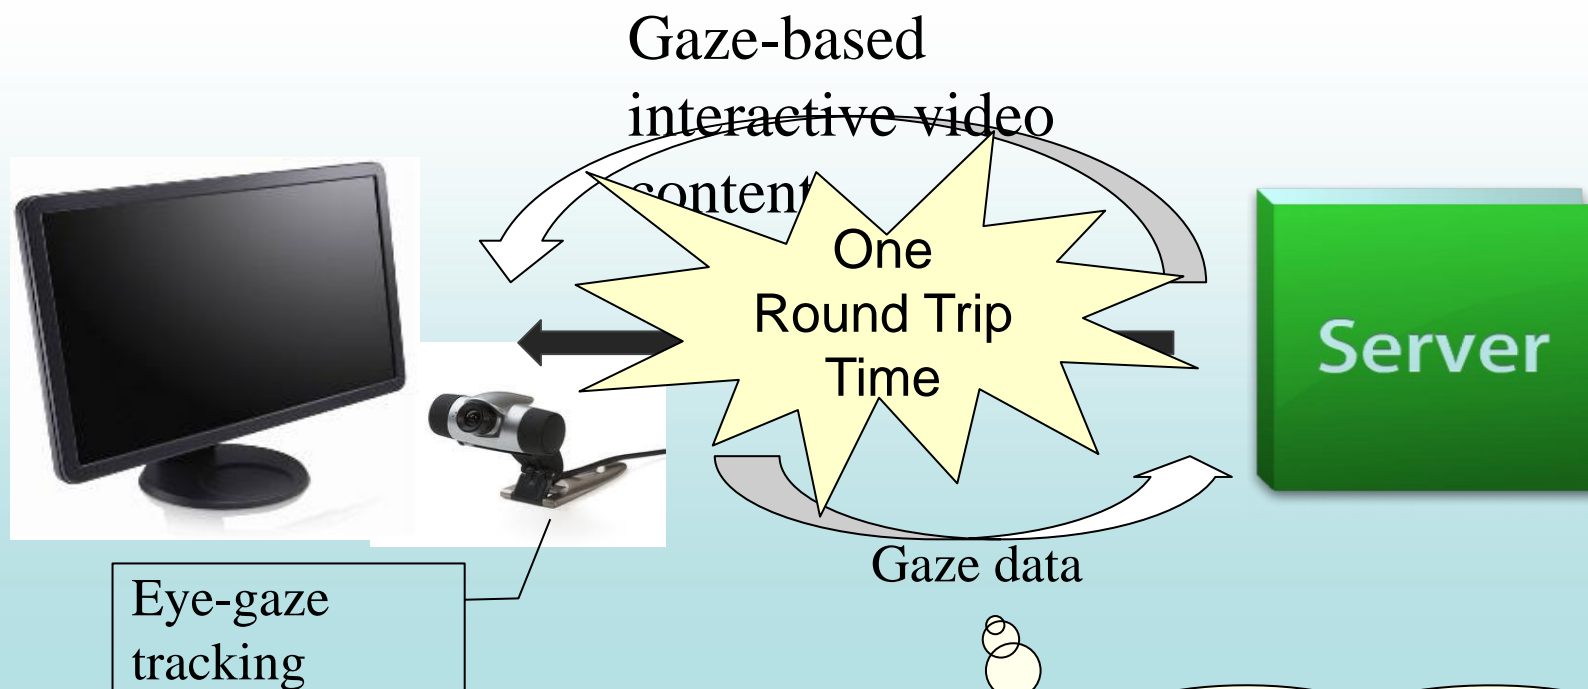 Gaze-based
interactive video
content
One
Round Trip
Time
Server
Gaze data
Eye-gaze
tracking